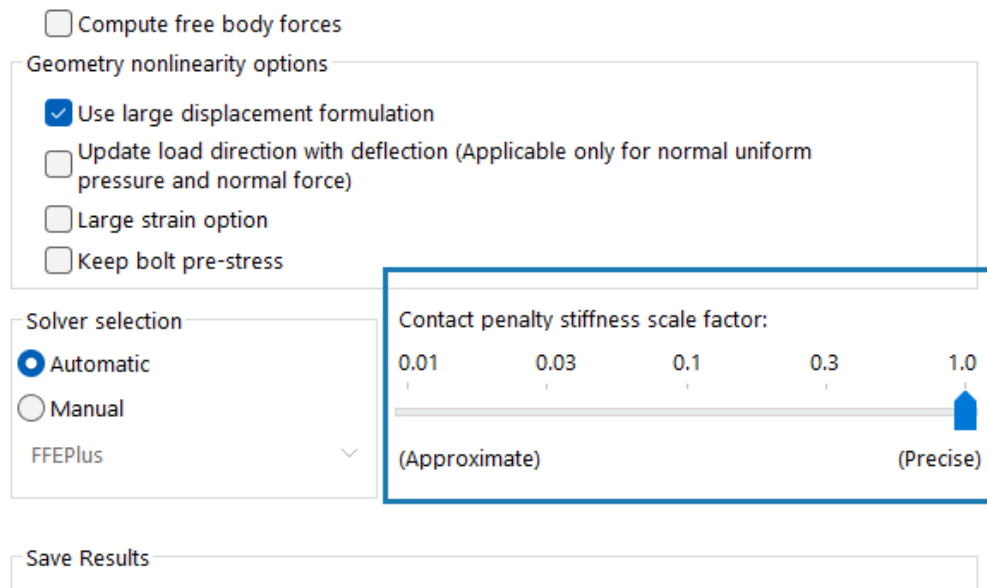 Compute free body forces
Geometry nonlinearity options
Use large displacement formulation
Update load direction with deflection (Applicable only for normal uniform
pressure and normal force)
Large strain option
Keep bolt pre-stress
Solver selection
Automatic
Manual
FFEPlus
Contact penalty stiffness scale factor:
0.01 0.03 0.1 0.3 1.0
(Approximate) (Precise)
Save Results